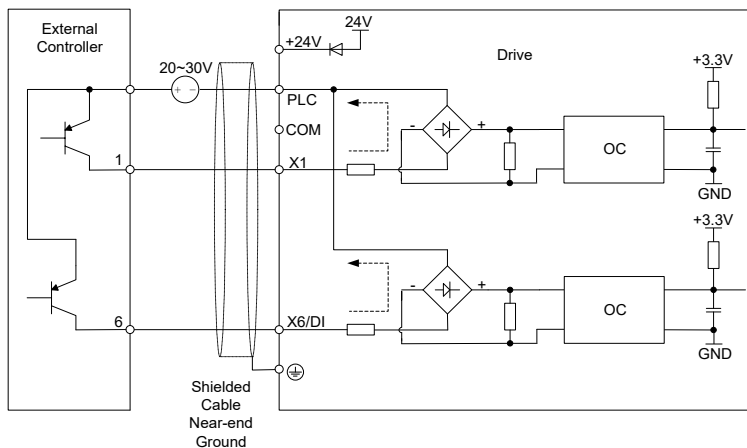 External
Controller
20~30V
+ -
1
6
+24V
24V
Drive
PLC
COM
X1
- +
OC
+3.3V
GND
X6/DI
- +
OC
+3.3V
GND
Shielded
Cable
Near-end
Ground